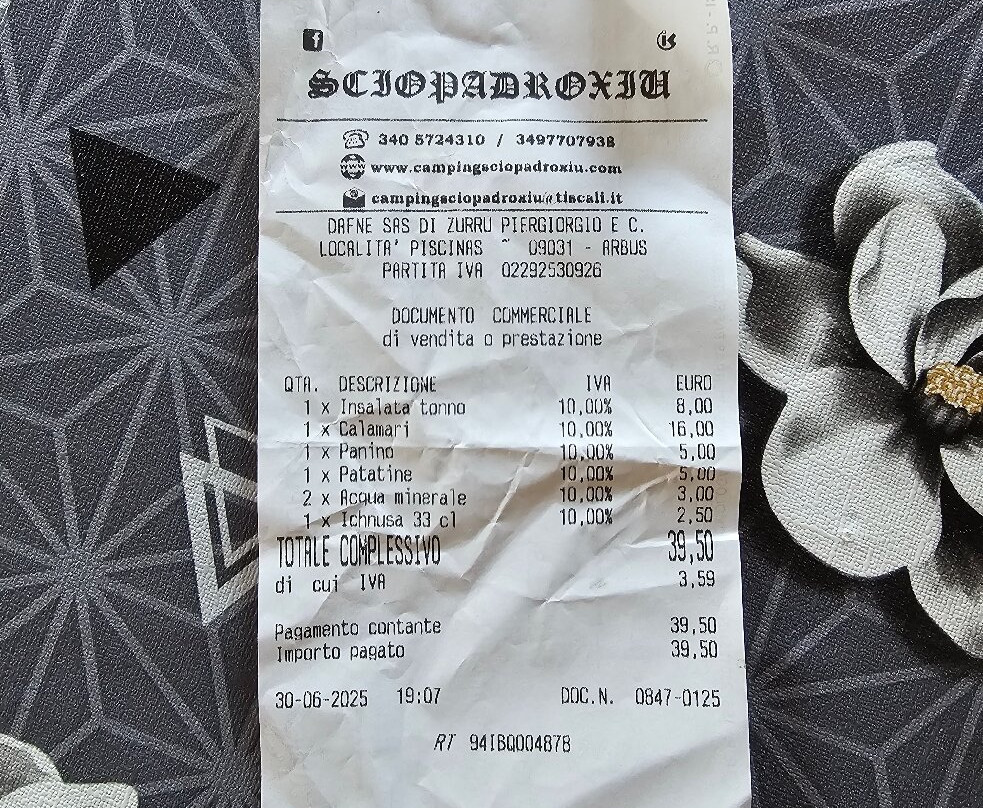 SCIOPADROXIU
340 5724310 / 3497707938
www.campingsciopadroxiu.com
campingsciopadroxiu@tiscali.it
DAFNE SAS DI ZURRU PIERGIORGIO E C.
LOCALITA' PISCINAS ~ 09031 - ARBUS
PARTITA IVA 02292530926
DOCUMENTO COMMERCIALE
di vendita o prestazione
QTA. DESCRIZIONE IVA EURO
1 x Insalata tonno 10,00% 8,00
1 x Calamari 10,00% 16,00
1 x Panino 10,00% 5,00
1 x Patatine 10,00% 5,00
2 x Acqua minerale 10,00% 3,00
1 x Ichnusa 33 cl 10,00% 2,50
TOTALE COMPLESSIVO 39,50
di cui IVA 3,59
Pagamento contante 39,50
Importo pagato 39,50
30-06-2025 19:07 DOC.N. 0847-0125
RT 94IBQ004878